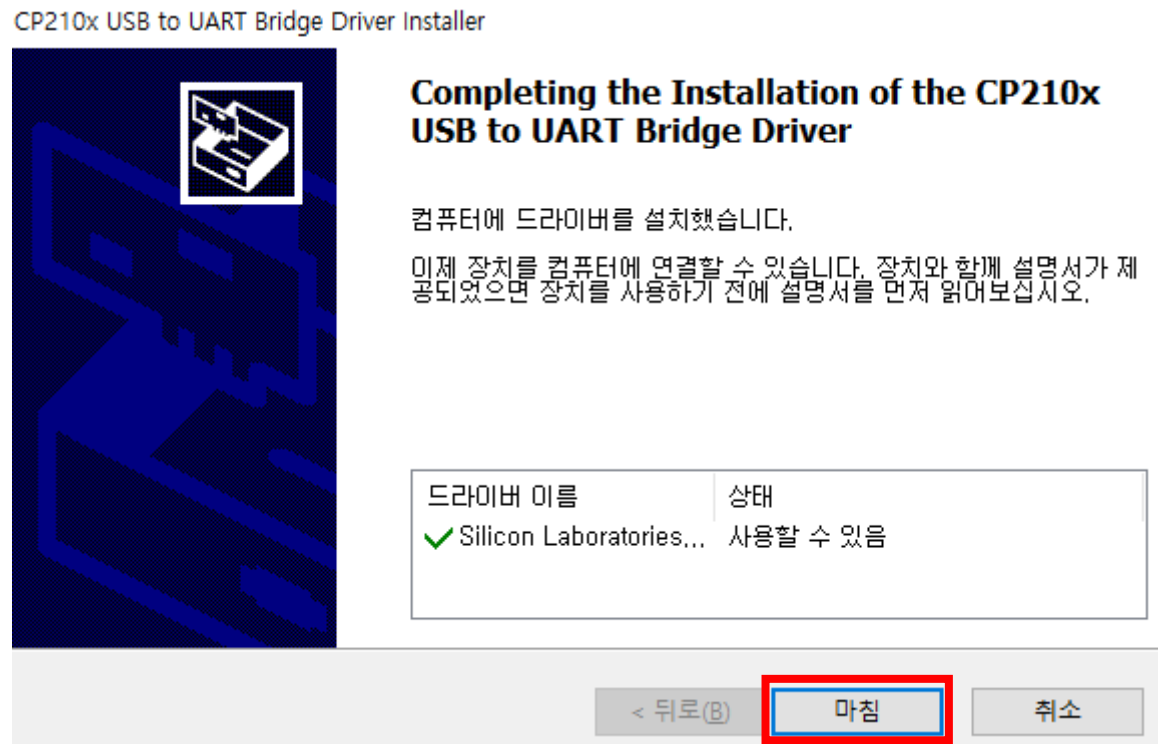 CP210x USB to UART Bridge Driver Installer
Completing the Installation of the CP210x
USB to UART Bridge Driver
컴퓨터에 드라이버를 설치했습니다.
이제 장치를 컴퓨터에 연결할 수 있습니다. 장치와 함께 설명서가 제
공되었으면 장치를 사용하기 전에 설명서를 먼저 읽어보십시오.
드라이버 이름 상태
Silicon Laboratories... 사용할 수 있음
< 뒤로(B) 마침 취소